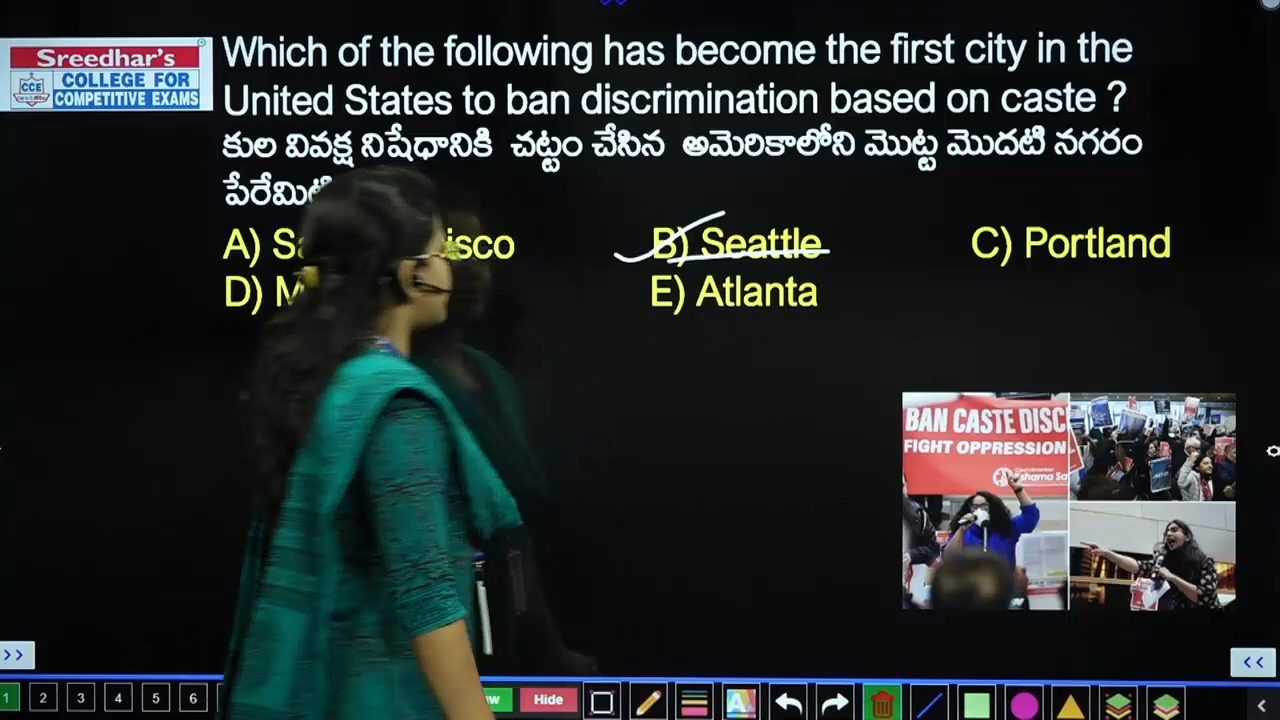 Sreedhar's
CCE
COLLEGE FOR
COMPETITIVE EXAMS
Which of the following has become the first city in the
United States to ban discrimination based on caste ?
కుల వివక్ష నిషేధానికి చట్టం చేసిన అమెరికాలోని మొట్ట మొదటి నగరం
A) Sa isco B) Seattle C) Portland
D) M E) Atlanta
BAN CASTE DISC
FIGHT OPPRESSION
Kshama Sa
>> <<
1 2 3 4 5 6 Hide
A